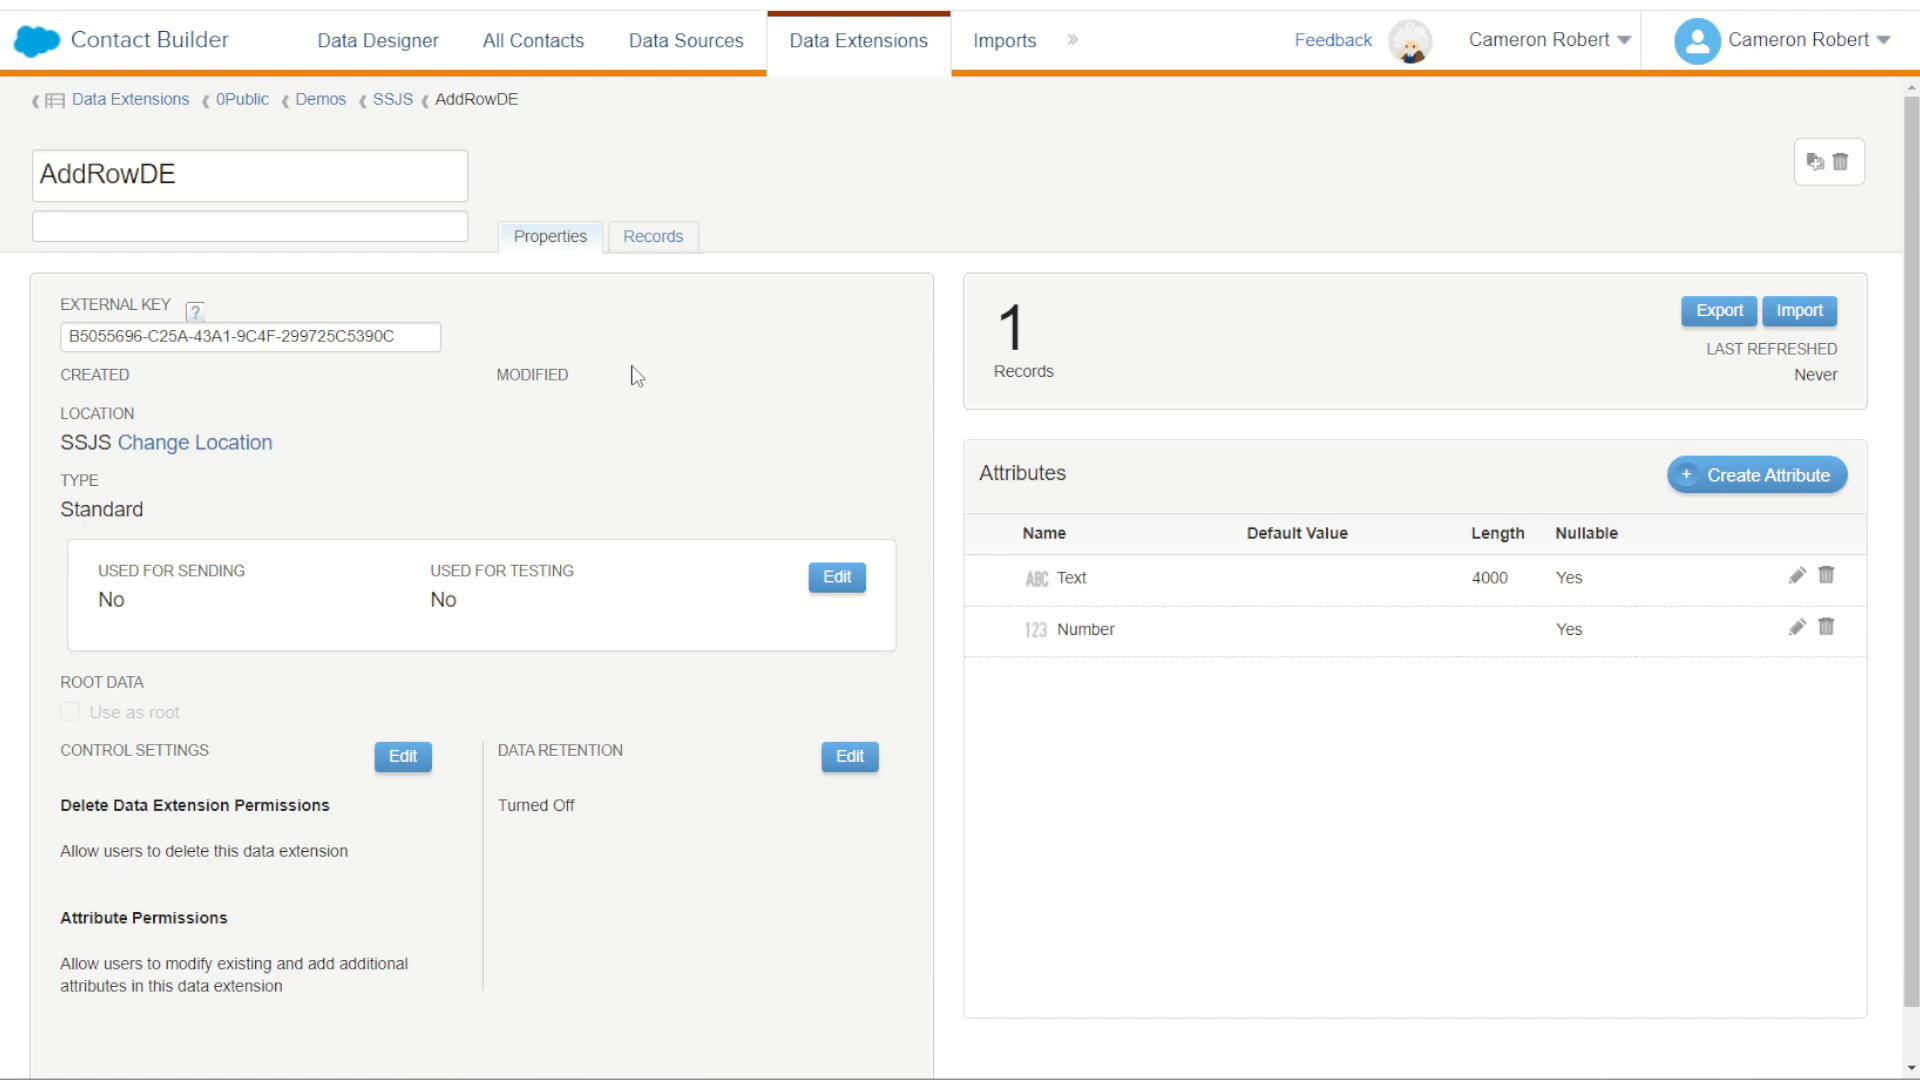 Contact Builder
Data Designer
All Contacts
Data Sources
Data Extensions
Imports
»
Feedback
Cameron Robert
Cameron Robert
Data Extensions
0Public
Demos
SSJS
AddRowDE
AddRowDE
Properties
Records
EXTERNAL KEY ?
B5055696-C25A-43A1-9C4F-299725C5390C
CREATED
MODIFIED
LOCATION
SSJS Change Location
TYPE
Standard
USED FOR SENDING
No
USED FOR TESTING
No
Edit
ROOT DATA
Use as root
CONTROL SETTINGS
Edit
Delete Data Extension Permissions
Allow users to delete this data extension
Attribute Permissions
Allow users to modify existing and add additional
attributes in this data extension
DATA RETENTION
Edit
Turned Off
1
Records
Export
Import
LAST REFRESHED
Never
Attributes
+ Create Attribute
Name Default Value Length Nullable
ABC Text 4000 Yes
123 Number Yes